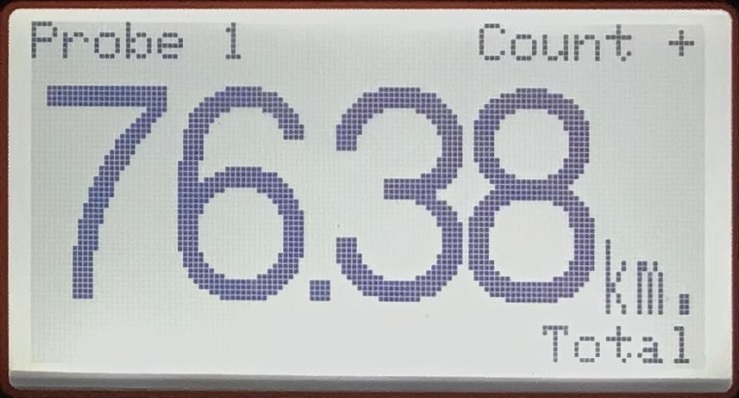 Probe 1 Count +
76.38 km.
Total